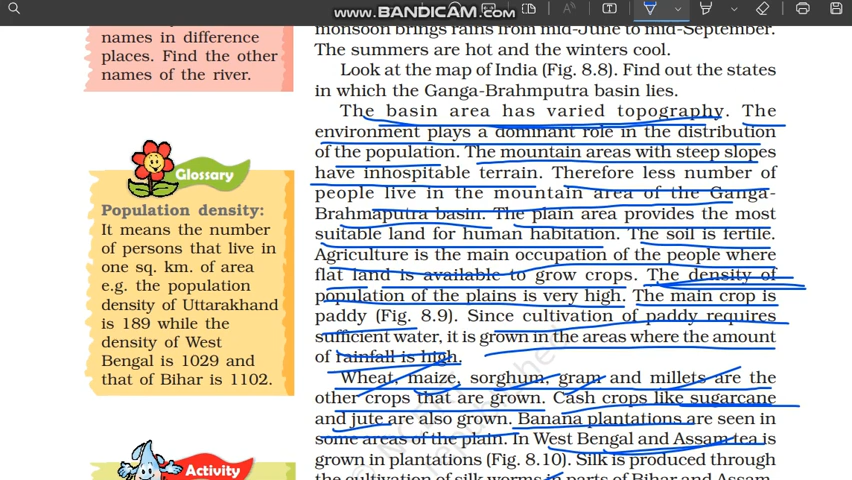 WWW.BANDICAM.COM
names in difference
places. Find the other
names of the river.
Glossary
Population density:
It means the number
of persons that live in
one sq. km. of area
e.g. the population
density of Uttarakhand
is 189 while the
density of West
Bengal is 1029 and
that of Bihar is 1102.
Activity
monsoon brings rains from mid-June to mid-September.
The summers are hot and the winters cool.
Look at the map of India (Fig. 8.8). Find out the states
in which the Ganga-Brahmputra basin lies.
The basin area has varied topography. The
environment plays a dominant role in the distribution
of the population. The mountain areas with steep slopes
have inhospitable terrain. Therefore less number of
people live in the mountain area of the Ganga-
Brahmaputra basin. The plain area provides the most
suitable land for human habitation. The soil is fertile.
Agriculture is the main occupation of the people where
flat land is available to grow crops. The density of
population of the plains is very high. The main crop is
paddy (Fig. 8.9). Since cultivation of paddy requires
sufficient water, it is grown in the areas where the amount
of rainfall is high.
Wheat, maize, sorghum, gram and millets are the
other crops that are grown. Cash crops like sugarcane
and jute are also grown. Banana plantations are seen in
some areas of the plain. In West Bengal and Assam tea is
grown in plantations (Fig. 8.10). Silk is produced through
the cultivation of silk worms in parts of Bihar and Assam.